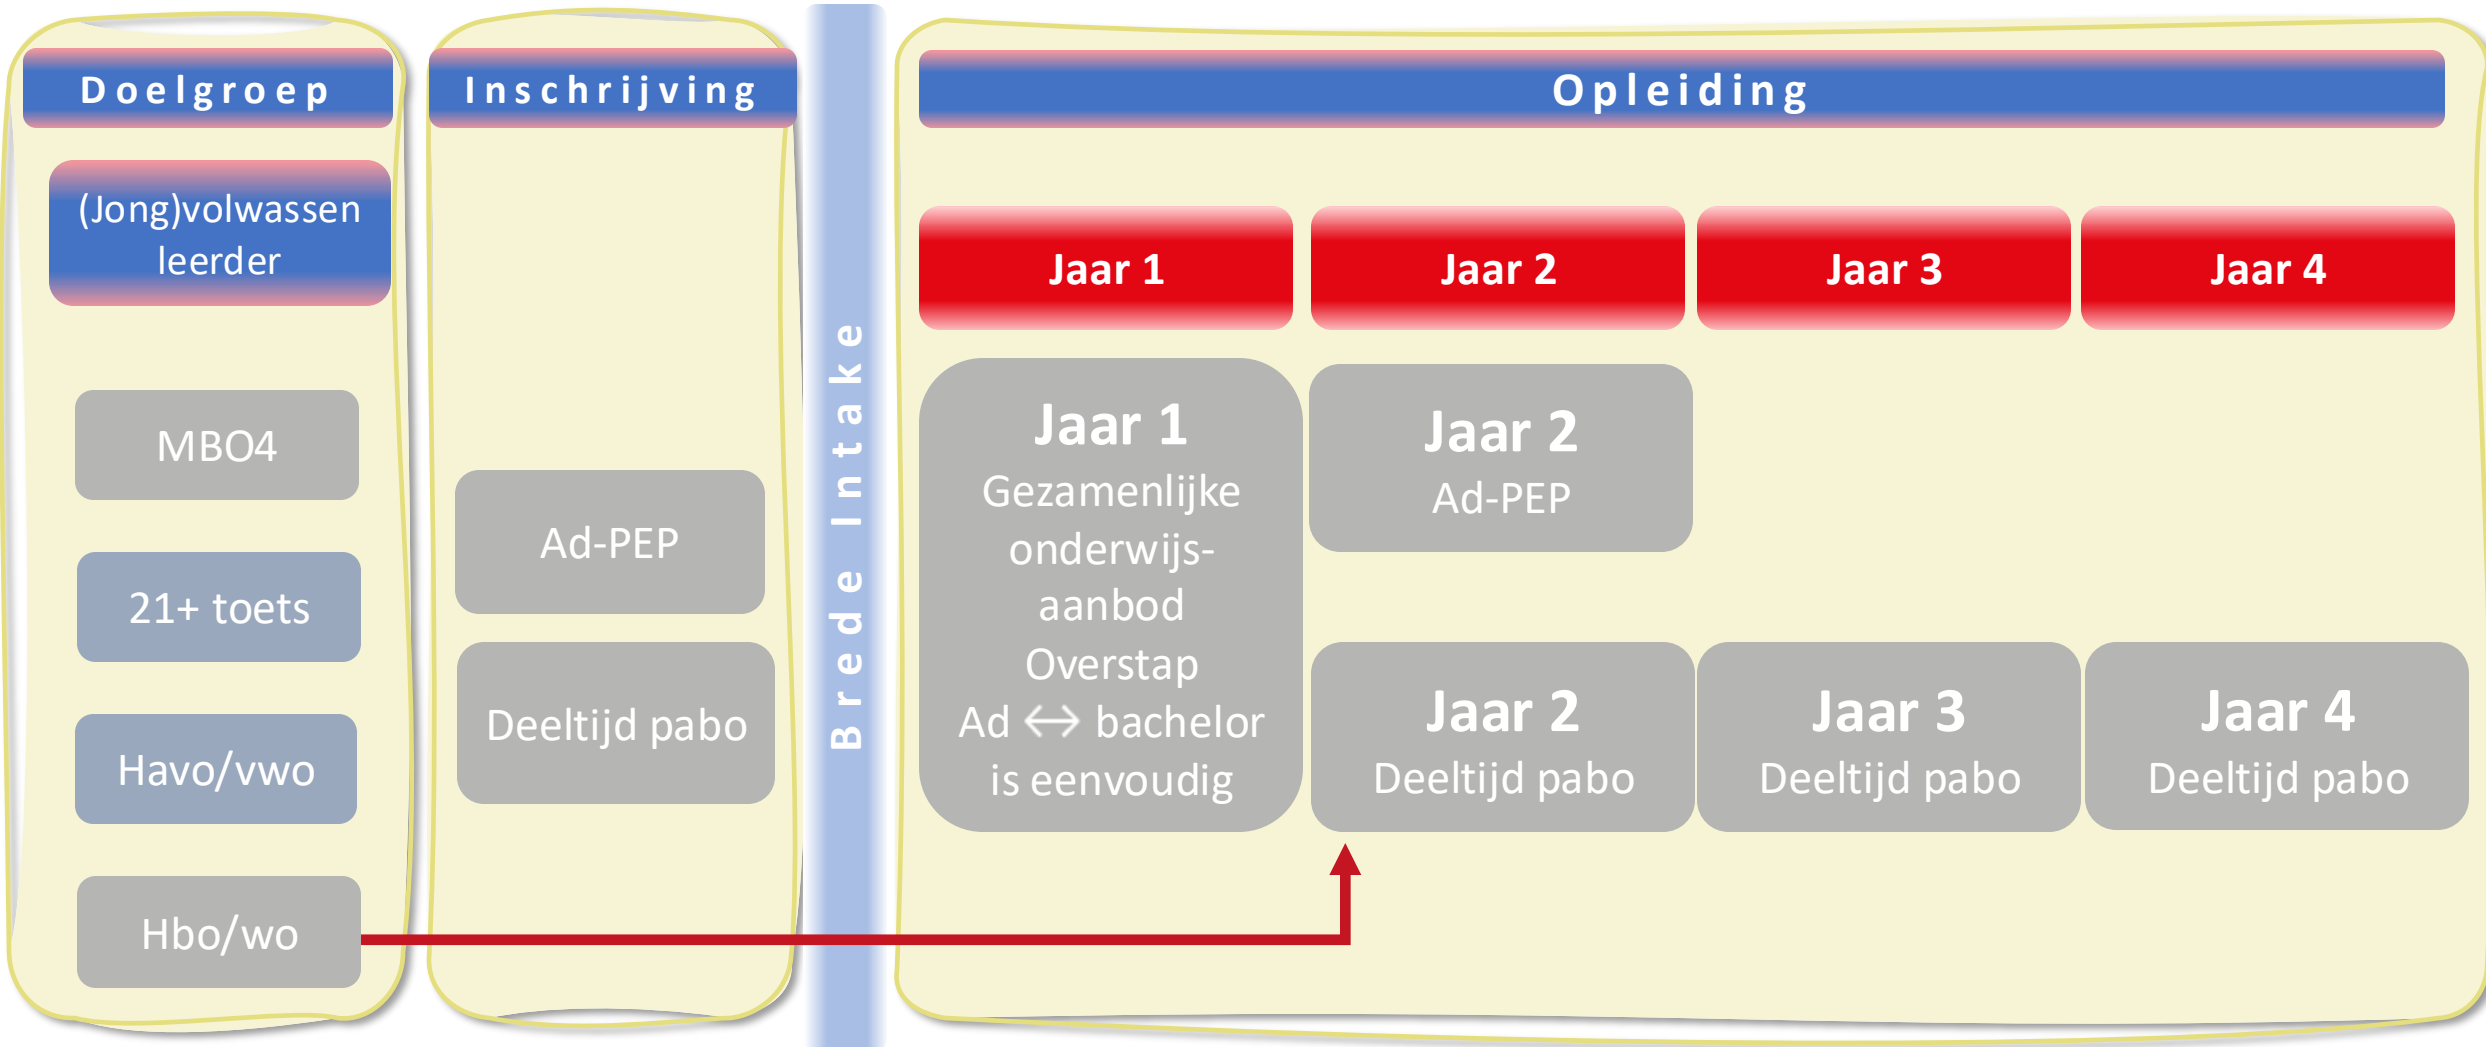 Doelgroep
(Jong)volwassen
leerder
MBO4
21+ toets
Havo/vwo
Hbo/wo
Inschrijving
Ad-PEP
Deeltijd pabo
Brede Intake
Opleiding
Jaar 1
Jaar 2
Jaar 3
Jaar 4
Jaar 1
Gezamenlijke
onderwijs-
aanbod
Overstap
Ad ↔ bachelor
is eenvoudig
Jaar 2
Ad-PEP
Jaar 2
Deeltijd pabo
Jaar 3
Deeltijd pabo
Jaar 4
Deeltijd pabo